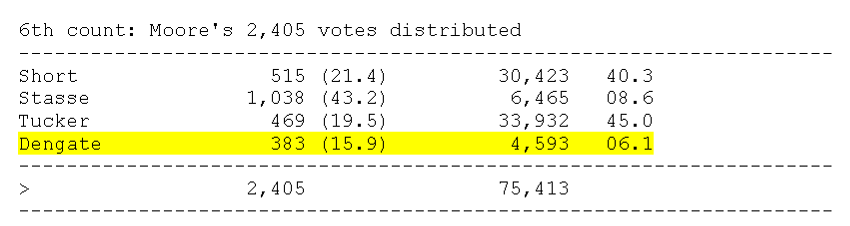 6th count: Moore's 2,405 votes distributed
------------------------------------------------------------------------
Short 515 (21.4) 30,423 40.3
Stasse 1,038 (43.2) 6,465 08.6
Tucker 469 (19.5) 33,932 45.0
Dengate 383 (15.9) 4,593 06.1
------------------------------------------------------------------------
> 2,405 75,413
------------------------------------------------------------------------